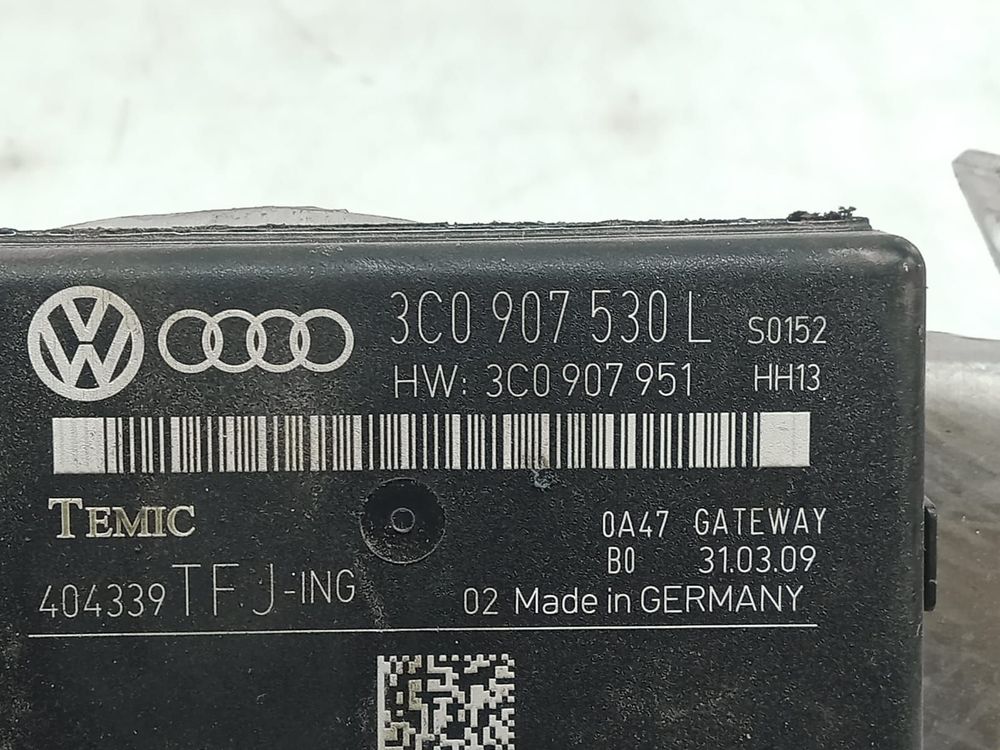 3C0 907 530 L S0152
HW: 3C0 907 951 HH13
TEMIC
0A47 GATEWAY
B0 31.03.09
404339 TFJ-ING 02 Made in GERMANY